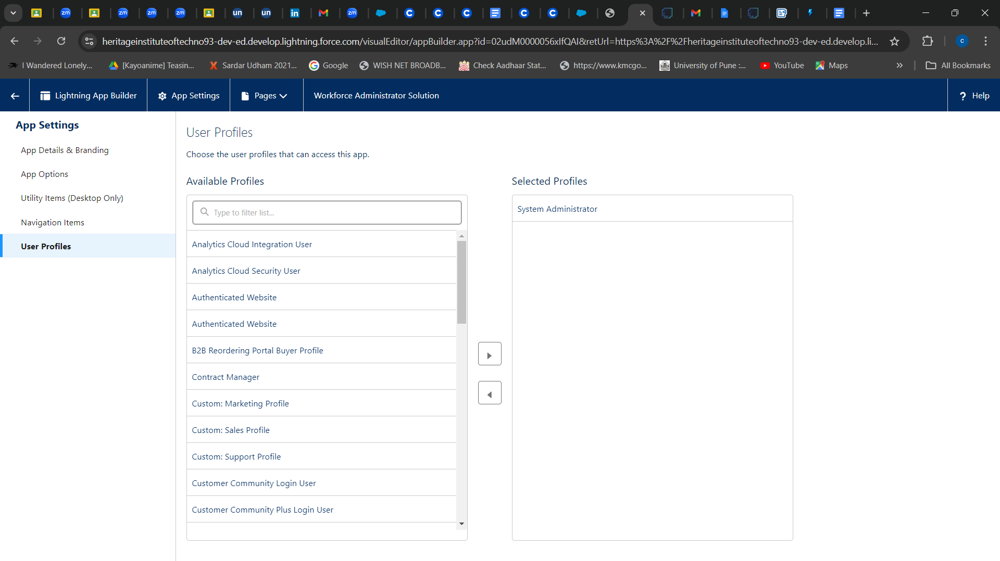 heritageinstituteoftechno93-dev-ed.develop.lightning.force.com/visualEditor/appBuilder.app?id=02udM0000056xIfQAI&retUrl=https%3A%2F%2Fheritageinstituteoftechno93-dev-ed.develop.li...
I Wandered Lonely... [Kayoanime] Teasin... Sardar Udham 2021... Google WISH NET BROADB... Check Aadhaar Stat... https://www.kmcgo... University of Pune :... YouTube Maps » All Bookmarks
Lightning App Builder App Settings Pages Workforce Administrator Solution ? Help
App Settings
App Details & Branding
App Options
Utility Items (Desktop Only)
Navigation Items
User Profiles
User Profiles
Choose the user profiles that can access this app.
Available Profiles
Type to filter list...
Analytics Cloud Integration User
Analytics Cloud Security User
Authenticated Website
Authenticated Website
B2B Reordering Portal Buyer Profile
Contract Manager
Custom: Marketing Profile
Custom: Sales Profile
Custom: Support Profile
Customer Community Login User
Customer Community Plus Login User
Selected Profiles
System Administrator